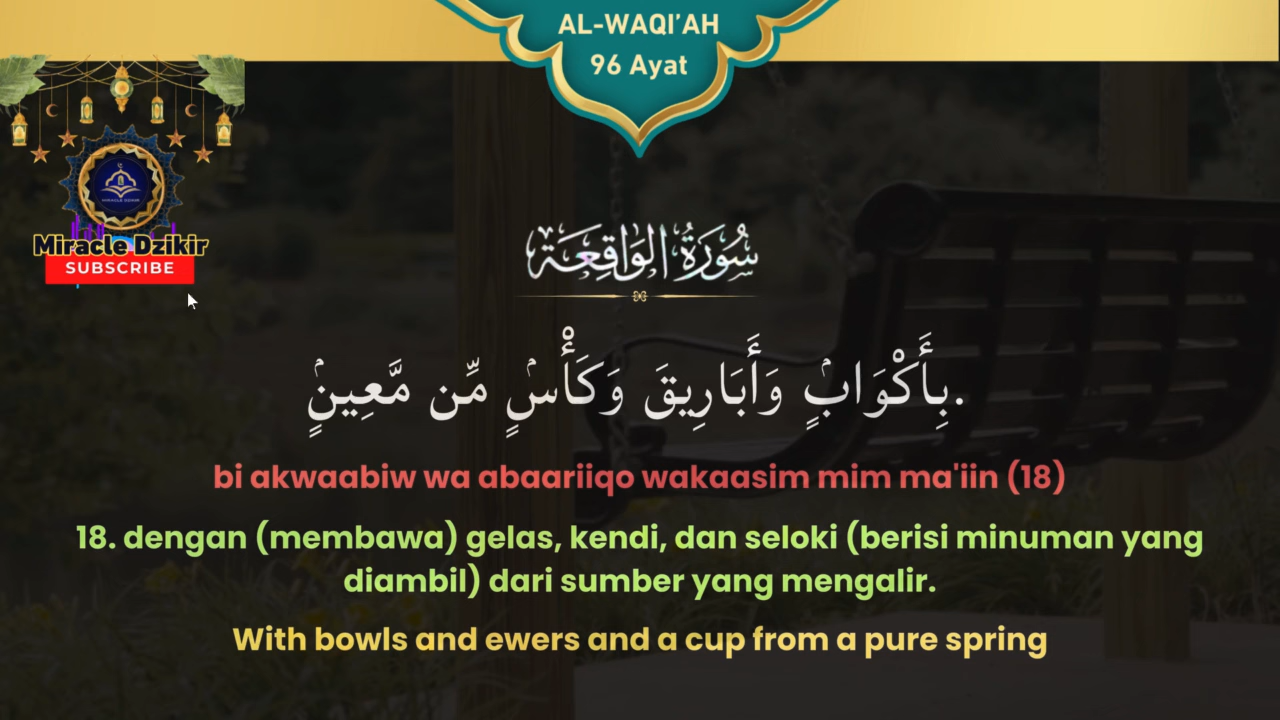 AL-WAQI’AH
96 Ayat
Miracle Dzikir
SUBSCRIBE
سُورَةُ الوَاقِعَة
بِأَكْوَابٍۢ وَأَبَارِيقَ وَكَأْسٍۢ مِّن مَّعِينٍۢ.
bi akwaabiw wa abaariiqo wakaasim mim ma'iin (18)
18. dengan (membawa) gelas, kendi, dan seloki (berisi minuman yang
diambil) dari sumber yang mengalir.
With bowls and ewers and a cup from a pure spring